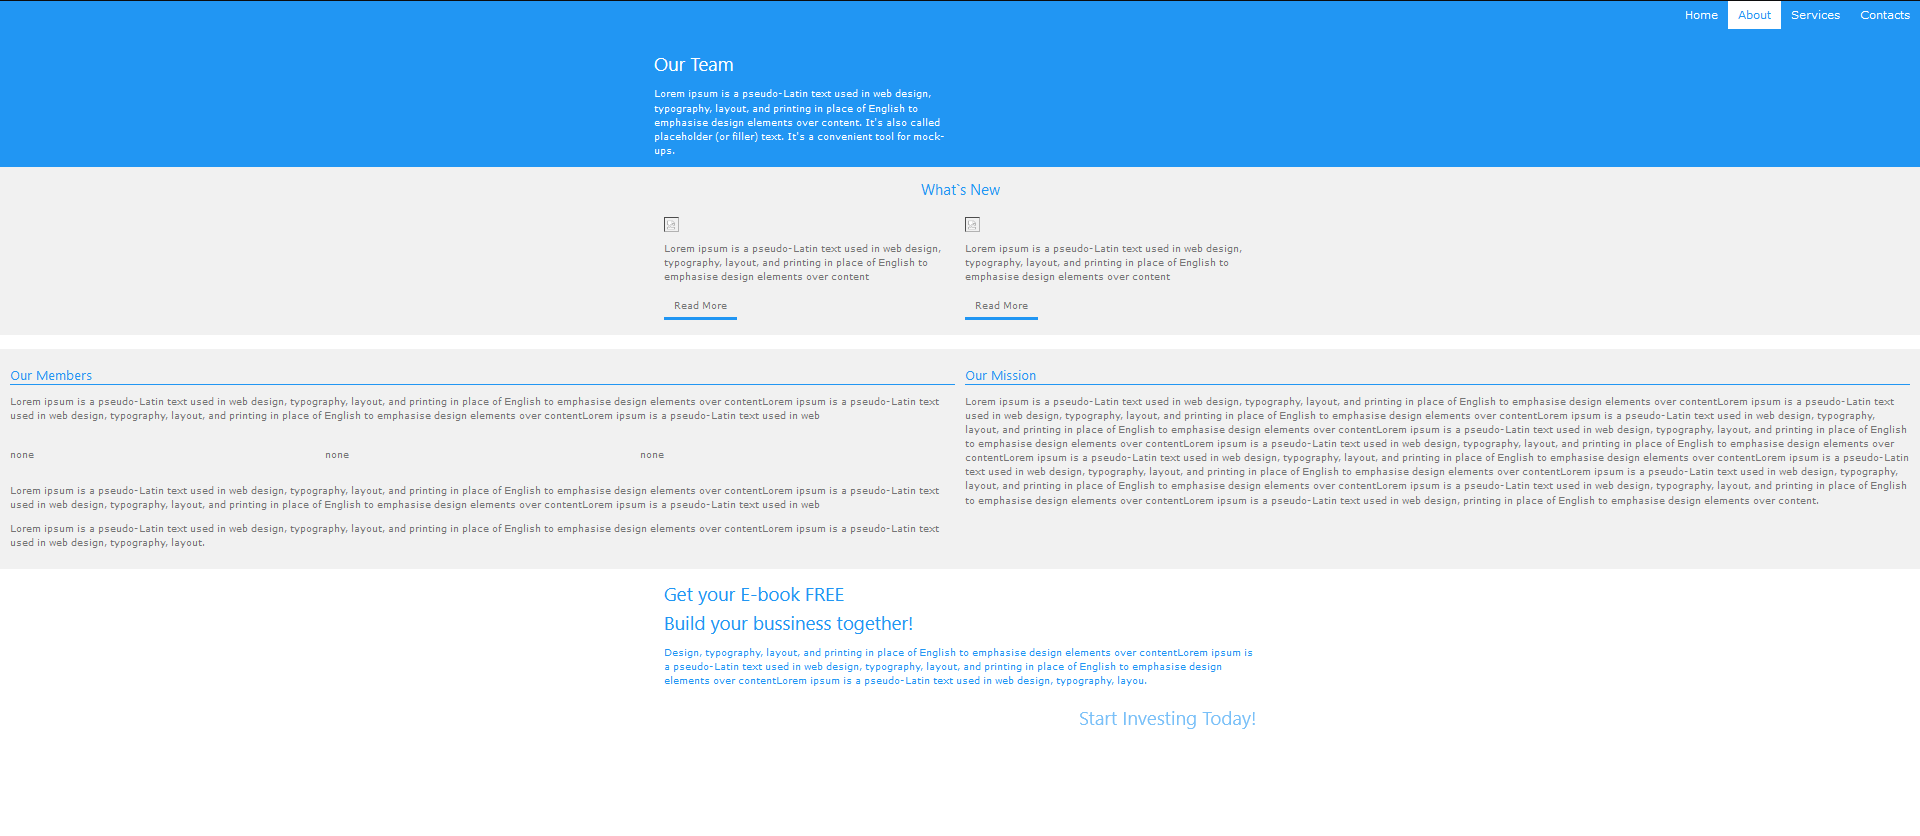 Home About Services Contacts
Our Team
Lorem ipsum is a pseudo-Latin text used in web design,
typography, layout, and printing in place of English to
emphasise design elements over content. It's also called
placeholder (or filler) text. It's a convenient tool for mock-
ups.
What`s New
Lorem ipsum is a pseudo-Latin text used in web design,
typography, layout, and printing in place of English to
emphasise design elements over content
Read More
Lorem ipsum is a pseudo-Latin text used in web design,
typography, layout, and printing in place of English to
emphasise design elements over content
Read More
Our Members
Lorem ipsum is a pseudo-Latin text used in web design, typography, layout, and printing in place of English to emphasise design elements over contentLorem ipsum is a pseudo-Latin text
used in web design, typography, layout, and printing in place of English to emphasise design elements over contentLorem ipsum is a pseudo-Latin text used in web
none none none
Lorem ipsum is a pseudo-Latin text used in web design, typography, layout, and printing in place of English to emphasise design elements over contentLorem ipsum is a pseudo-Latin text
used in web design, typography, layout, and printing in place of English to emphasise design elements over contentLorem ipsum is a pseudo-Latin text used in web
Lorem ipsum is a pseudo-Latin text used in web design, typography, layout, and printing in place of English to emphasise design elements over contentLorem ipsum is a pseudo-Latin text
used in web design, typography, layout.
Our Mission
Lorem ipsum is a pseudo-Latin text used in web design, typography, layout, and printing in place of English to emphasise design elements over contentLorem ipsum is a pseudo-Latin text
used in web design, typography, layout, and printing in place of English to emphasise design elements over contentLorem ipsum is a pseudo-Latin text used in web design, typography,
layout, and printing in place of English to emphasise design elements over contentLorem ipsum is a pseudo-Latin text used in web design, typography, layout, and printing in place of English
to emphasise design elements over contentLorem ipsum is a pseudo-Latin text used in web design, typography, layout, and printing in place of English to emphasise design elements over
contentLorem ipsum is a pseudo-Latin text used in web design, typography, layout, and printing in place of English to emphasise design elements over contentLorem ipsum is a pseudo-Latin
text used in web design, typography, layout, and printing in place of English to emphasise design elements over contentLorem ipsum is a pseudo-Latin text used in web design, typography,
layout, and printing in place of English to emphasise design elements over contentLorem ipsum is a pseudo-Latin text used in web design, typography, layout, and printing in place of English
to emphasise design elements over contentLorem ipsum is a pseudo-Latin text used in web design, printing in place of English to emphasise design elements over content.
Get your E-book FREE
Build your bussiness together!
Design, typography, layout, and printing in place of English to emphasise design elements over contentLorem ipsum is
a pseudo-Latin text used in web design, typography, layout, and printing in place of English to emphasise design
elements over contentLorem ipsum is a pseudo-Latin text used in web design, typography, layou.
Start Investing Today!